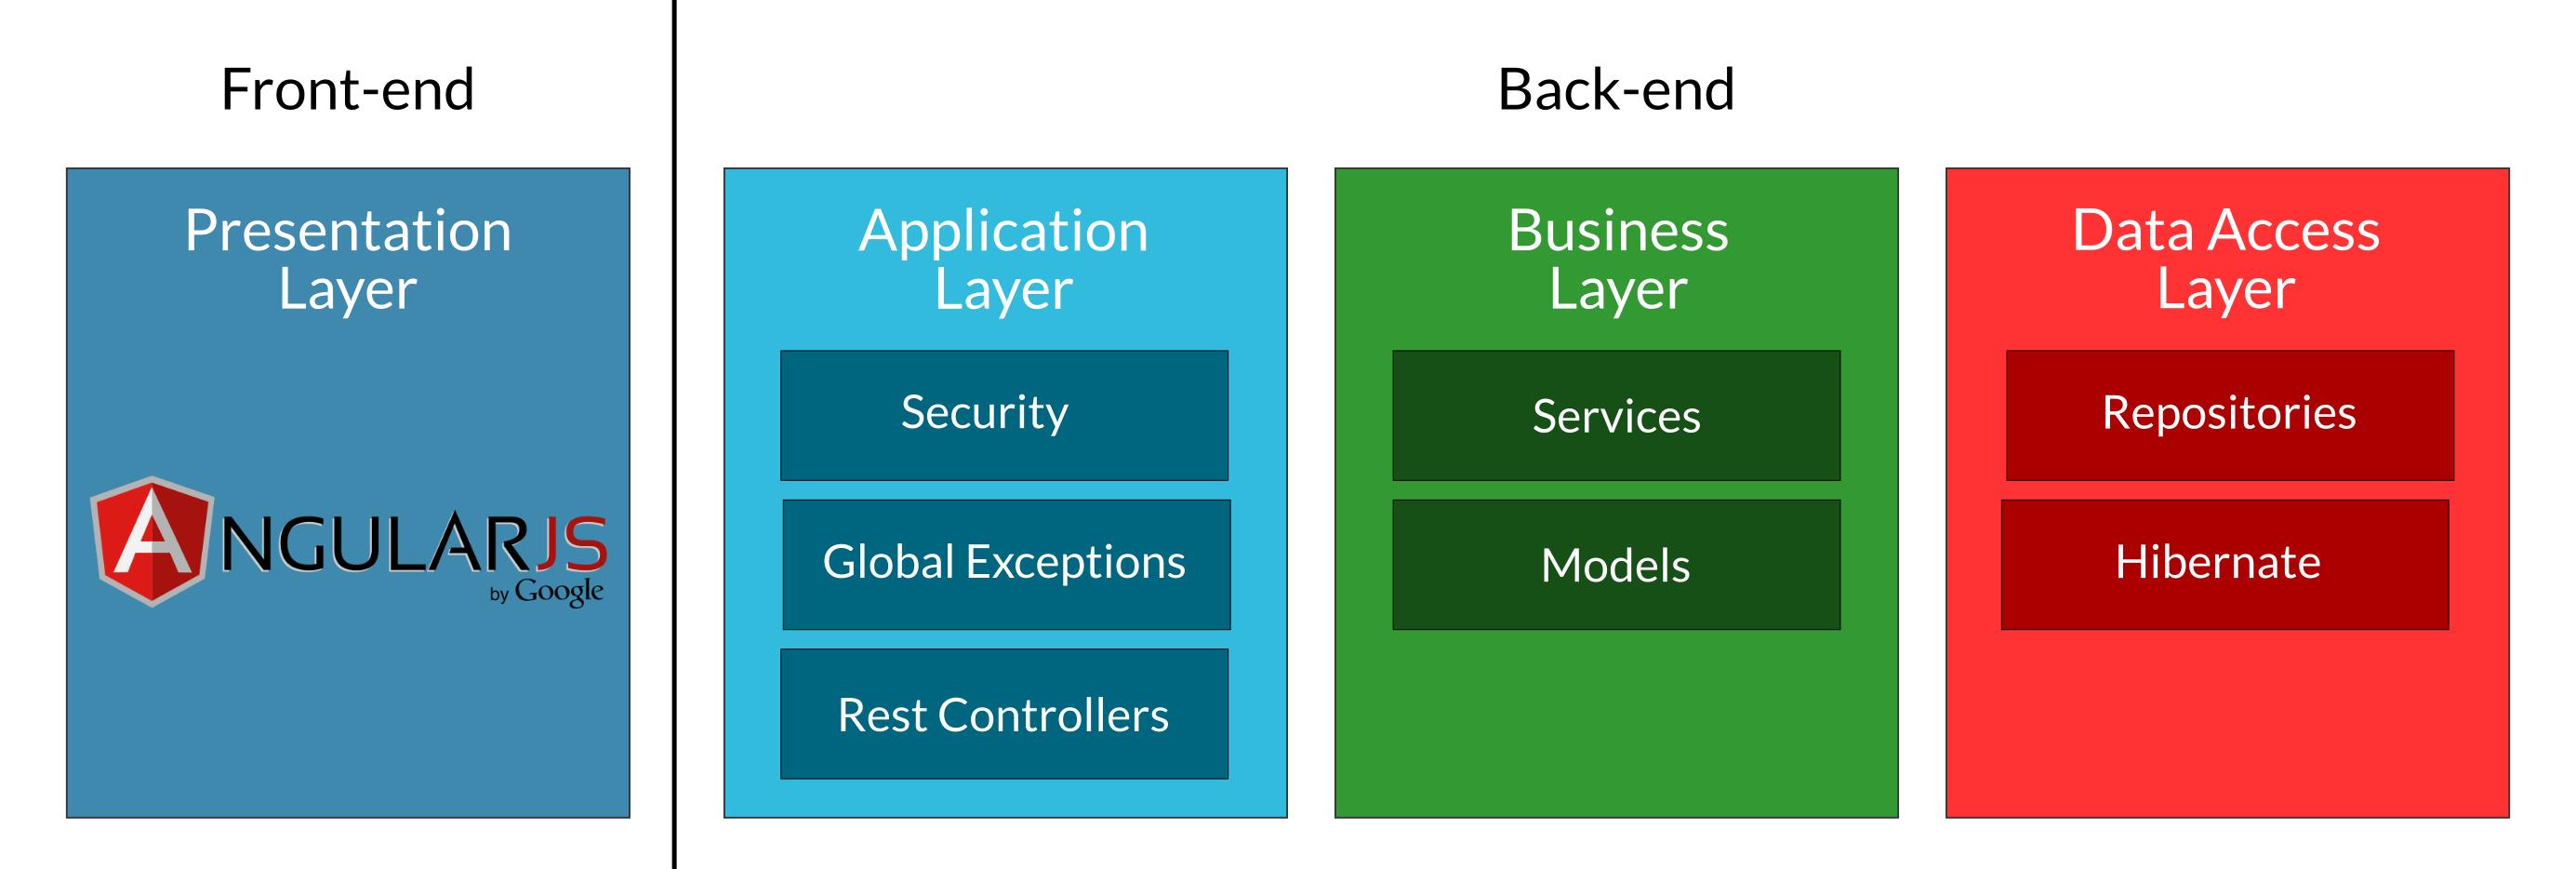 Front-end
Back-end
Presentation
Layer
ANGULARJS
by Google
Application
Layer
Security
Global Exceptions
Rest Controllers
Business
Layer
Services
Models
Data Access
Layer
Repositories
Hibernate